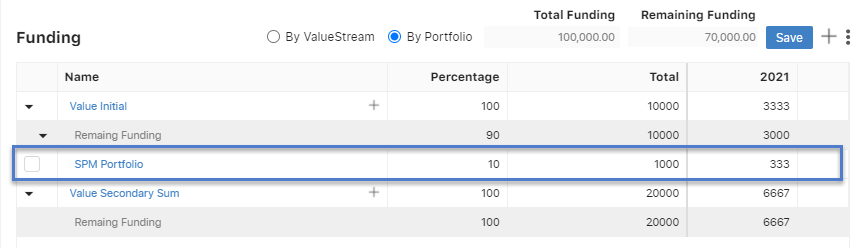 Total Funding Remaining Funding
Funding By ValueStream By Portfolio 100,000.00 70,000.00 Save
Name Percentage Total 2021
Value Initial 100 10000 3333
Remaing Funding 90 10000 3000
SPM Portfolio 10 1000 333
Value Secondary Sum 100 20000 6667
Remaing Funding 100 20000 6667